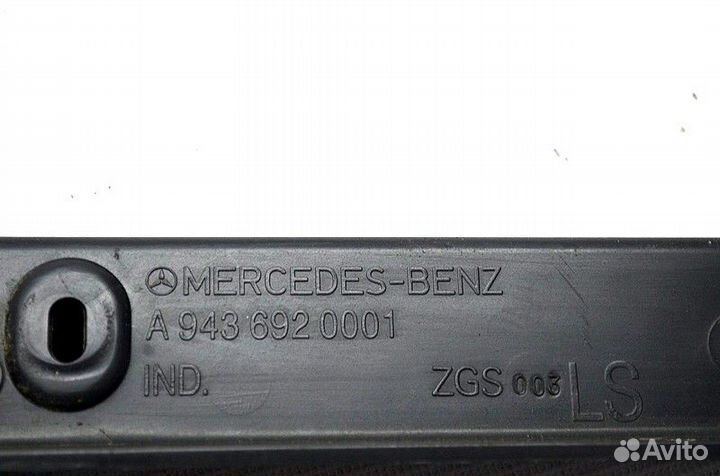 MERCEDES-BENZ
A 943 692 0001
IND. ZGS 003 LS
Avito